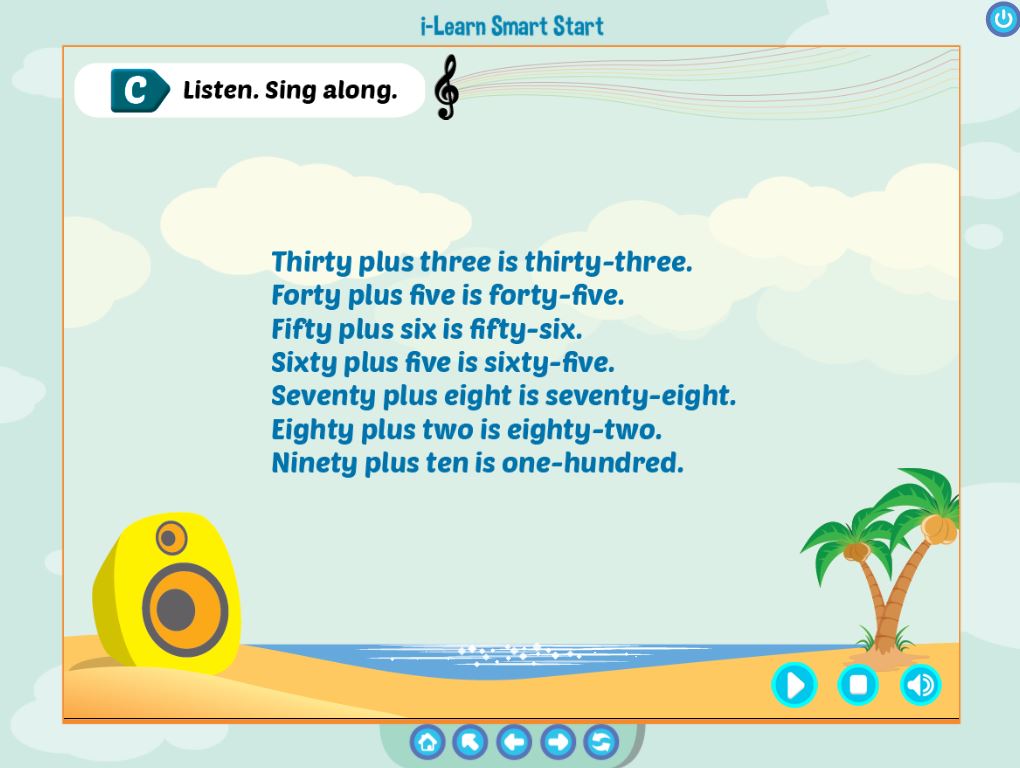 i-Learn Smart Start
C Listen. Sing along.
Thirty plus three is thirty-three.
Forty plus five is forty-five.
Fifty plus six is fifty-six.
Sixty plus five is sixty-five.
Seventy plus eight is seventy-eight.
Eighty plus two is eighty-two.
Ninety plus ten is one-hundred.